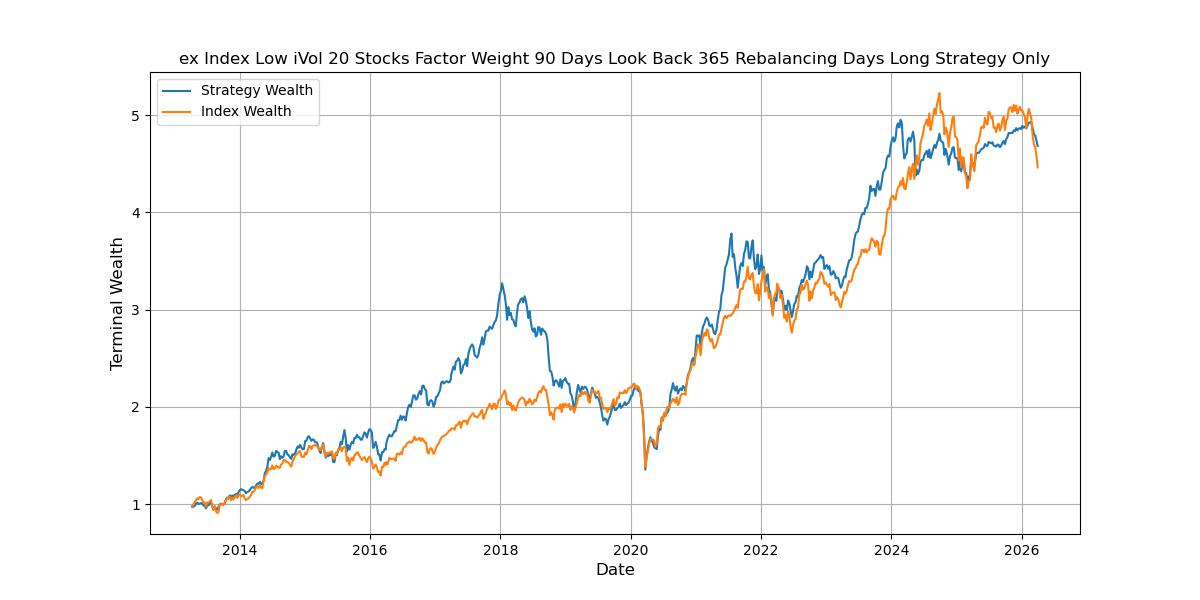 ex Index Low iVol 20 Stocks Factor Weight 90 Days Look Back 365 Rebalancing Days Long Strategy Only
Strategy Wealth
Index Wealth
5
4
3
2
1
Terminal Wealth
2014 2016 2018 2020 2022 2024 2026
Date